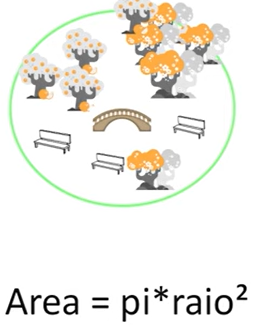 Area = pi*raio²